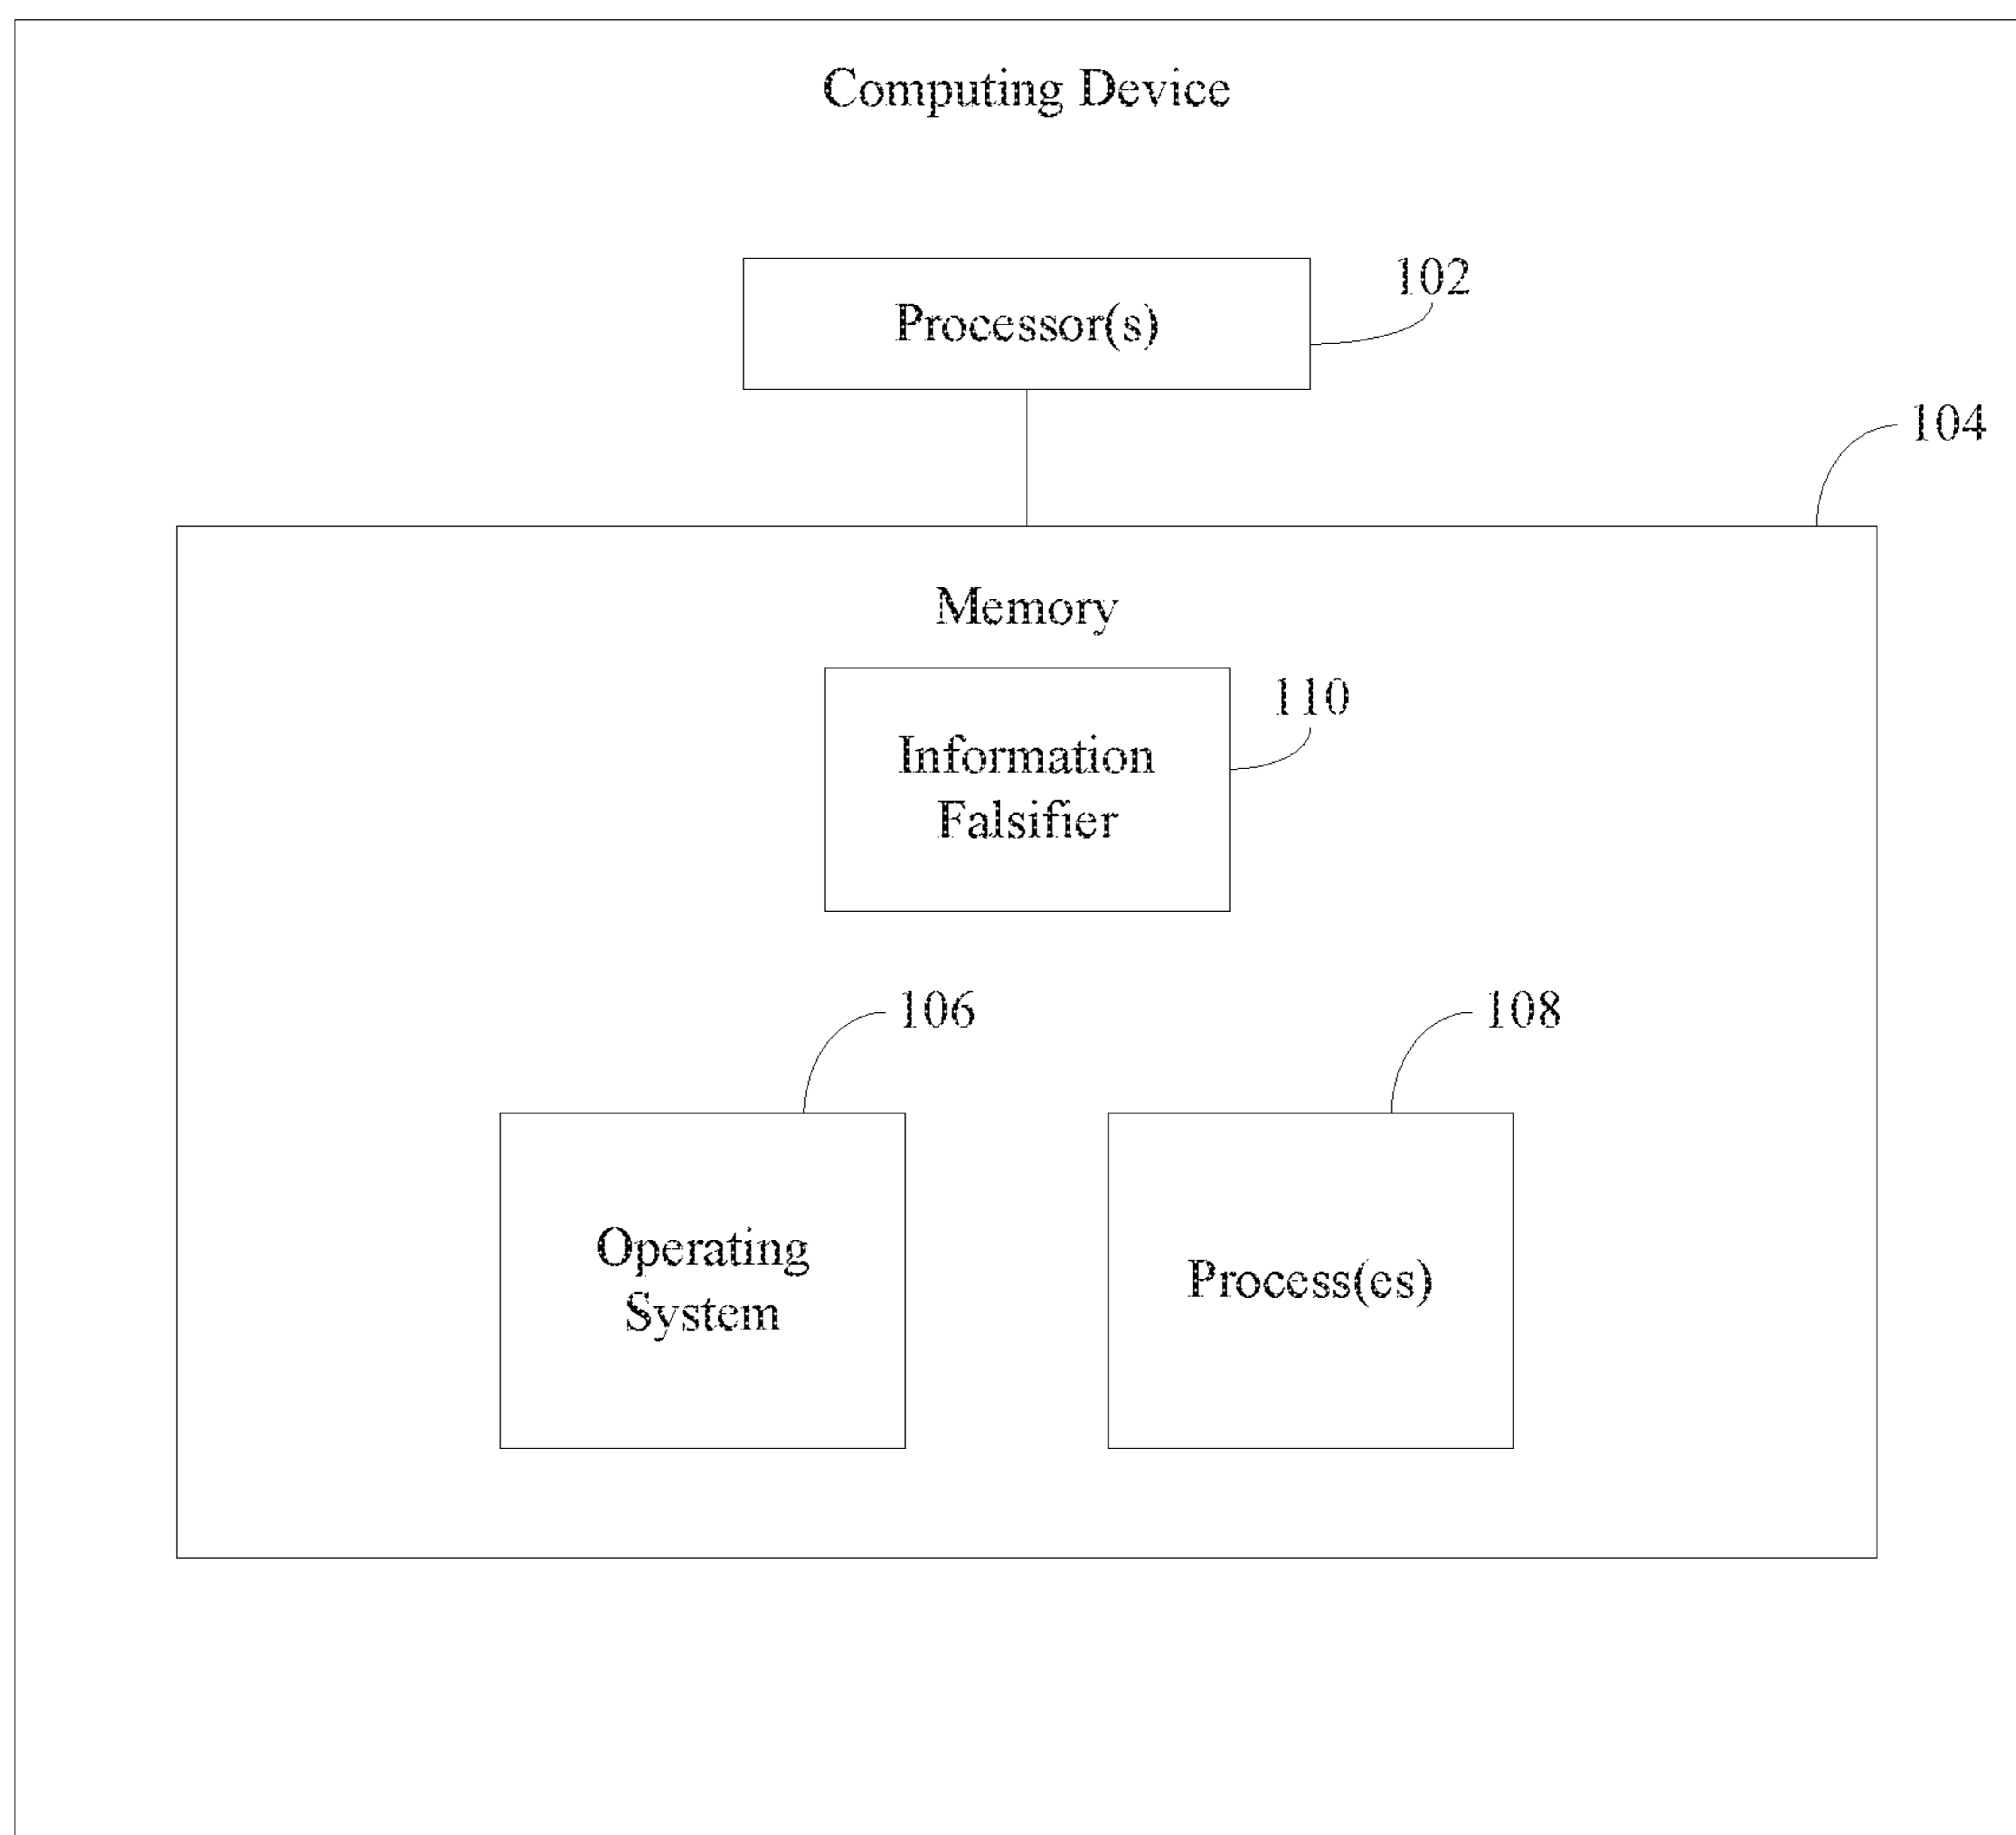 Computing Device
Processor(s)
102
104
Memory
110
Information
Falsifier
106
108
Operating
System
Process(es)